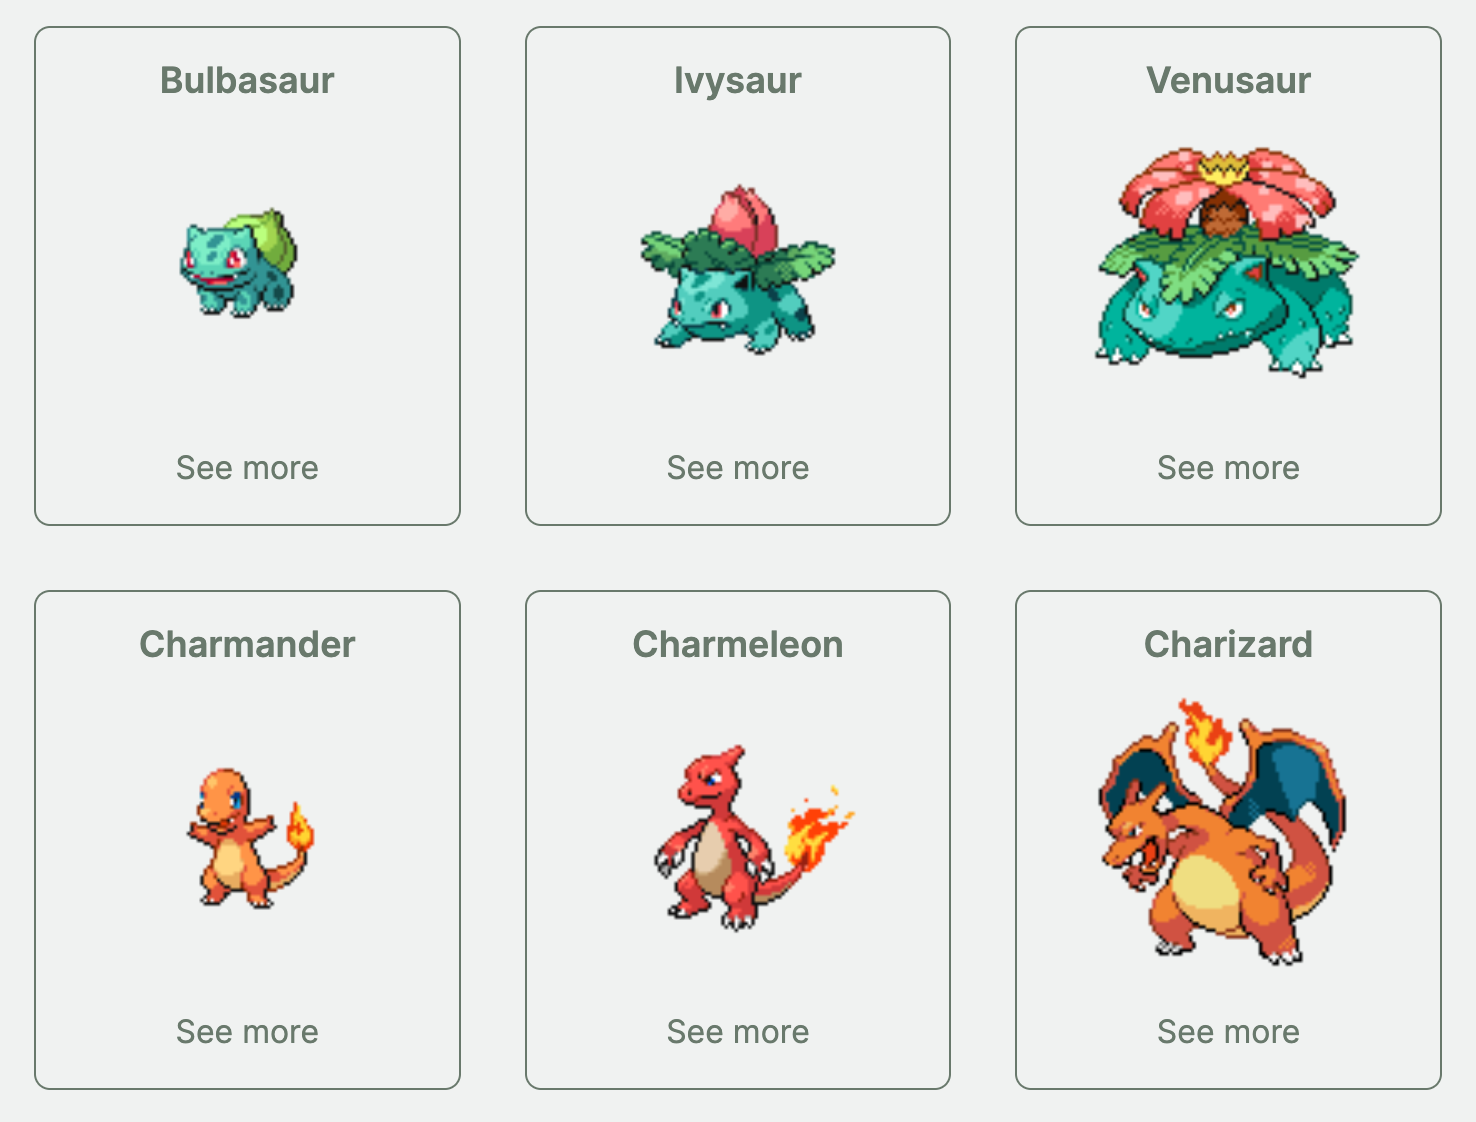 Bulbasaur
Ivysaur
Venusaur
See more
See more
See more
Charmander
Charmeleon
Charizard
See more
See more
See more